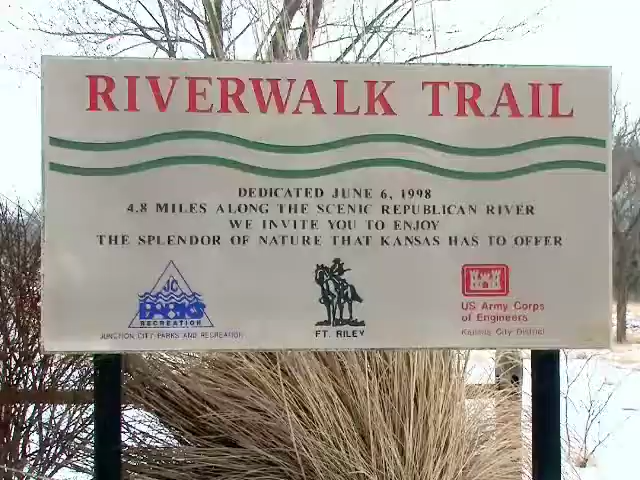 RIVERWALK TRAIL
DEDICATED JUNE 6, 1998
4.8 MILES ALONG THE SCENIC REPUBLICAN RIVER
WE INVITE YOU TO ENJOY
THE SPLENDOR OF NATURE THAT KANSAS HAS TO OFFER
JC
PARKS
RECREATION
JUNCTION CITY PARKS AND RECREATION
FT. RILEY
US Army Corps
of Engineers
Kansas City District